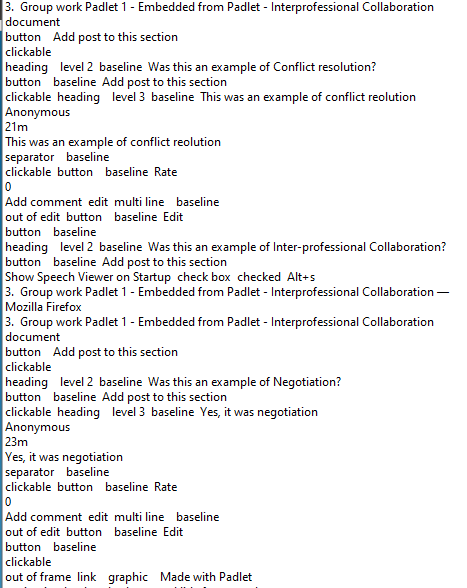 3. Group work Padlet 1 - Embedded from Padlet - Interprofessional Collaboration
document
button Add post to this section
clickable
heading level 2 baseline Was this an example of Conflict resolution?
button baseline Add post to this section
clickable heading level 3 baseline This was an example of conflict reolution
Anonymous
21m
This was an example of conflict reolution
separator baseline
clickable button baseline Rate
0
Add comment edit multi line baseline
out of edit button baseline Edit
button baseline
heading level 2 baseline Was this an example of Inter-professional Collaboration?
button baseline Add post to this section
Show Speech Viewer on Startup check box checked Alt+s
3. Group work Padlet 1 - Embedded from Padlet - Interprofessional Collaboration —
Mozilla Firefox
3. Group work Padlet 1 - Embedded from Padlet - Interprofessional Collaboration
document
button Add post to this section
clickable
heading level 2 baseline Was this an example of Negotiation?
button baseline Add post to this section
clickable heading level 3 baseline Yes, it was negotiation
Anonymous
23m
Yes, it was negotiation
separator baseline
clickable button baseline Rate
0
Add comment edit multi line baseline
out of edit button baseline Edit
button baseline
clickable
out of frame link graphic Made with Padlet